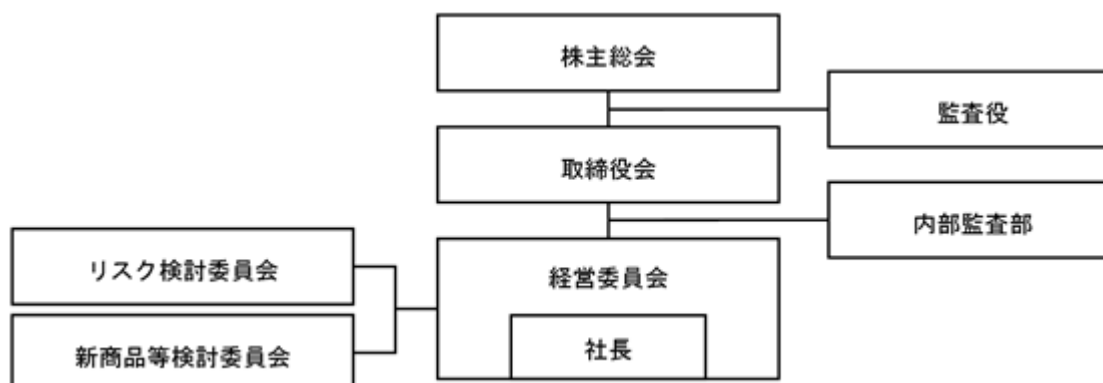 株主総会
監査役
取締役会
内部監査部
リスク検討委員会
経営委員会
新商品等検討委員会
社長